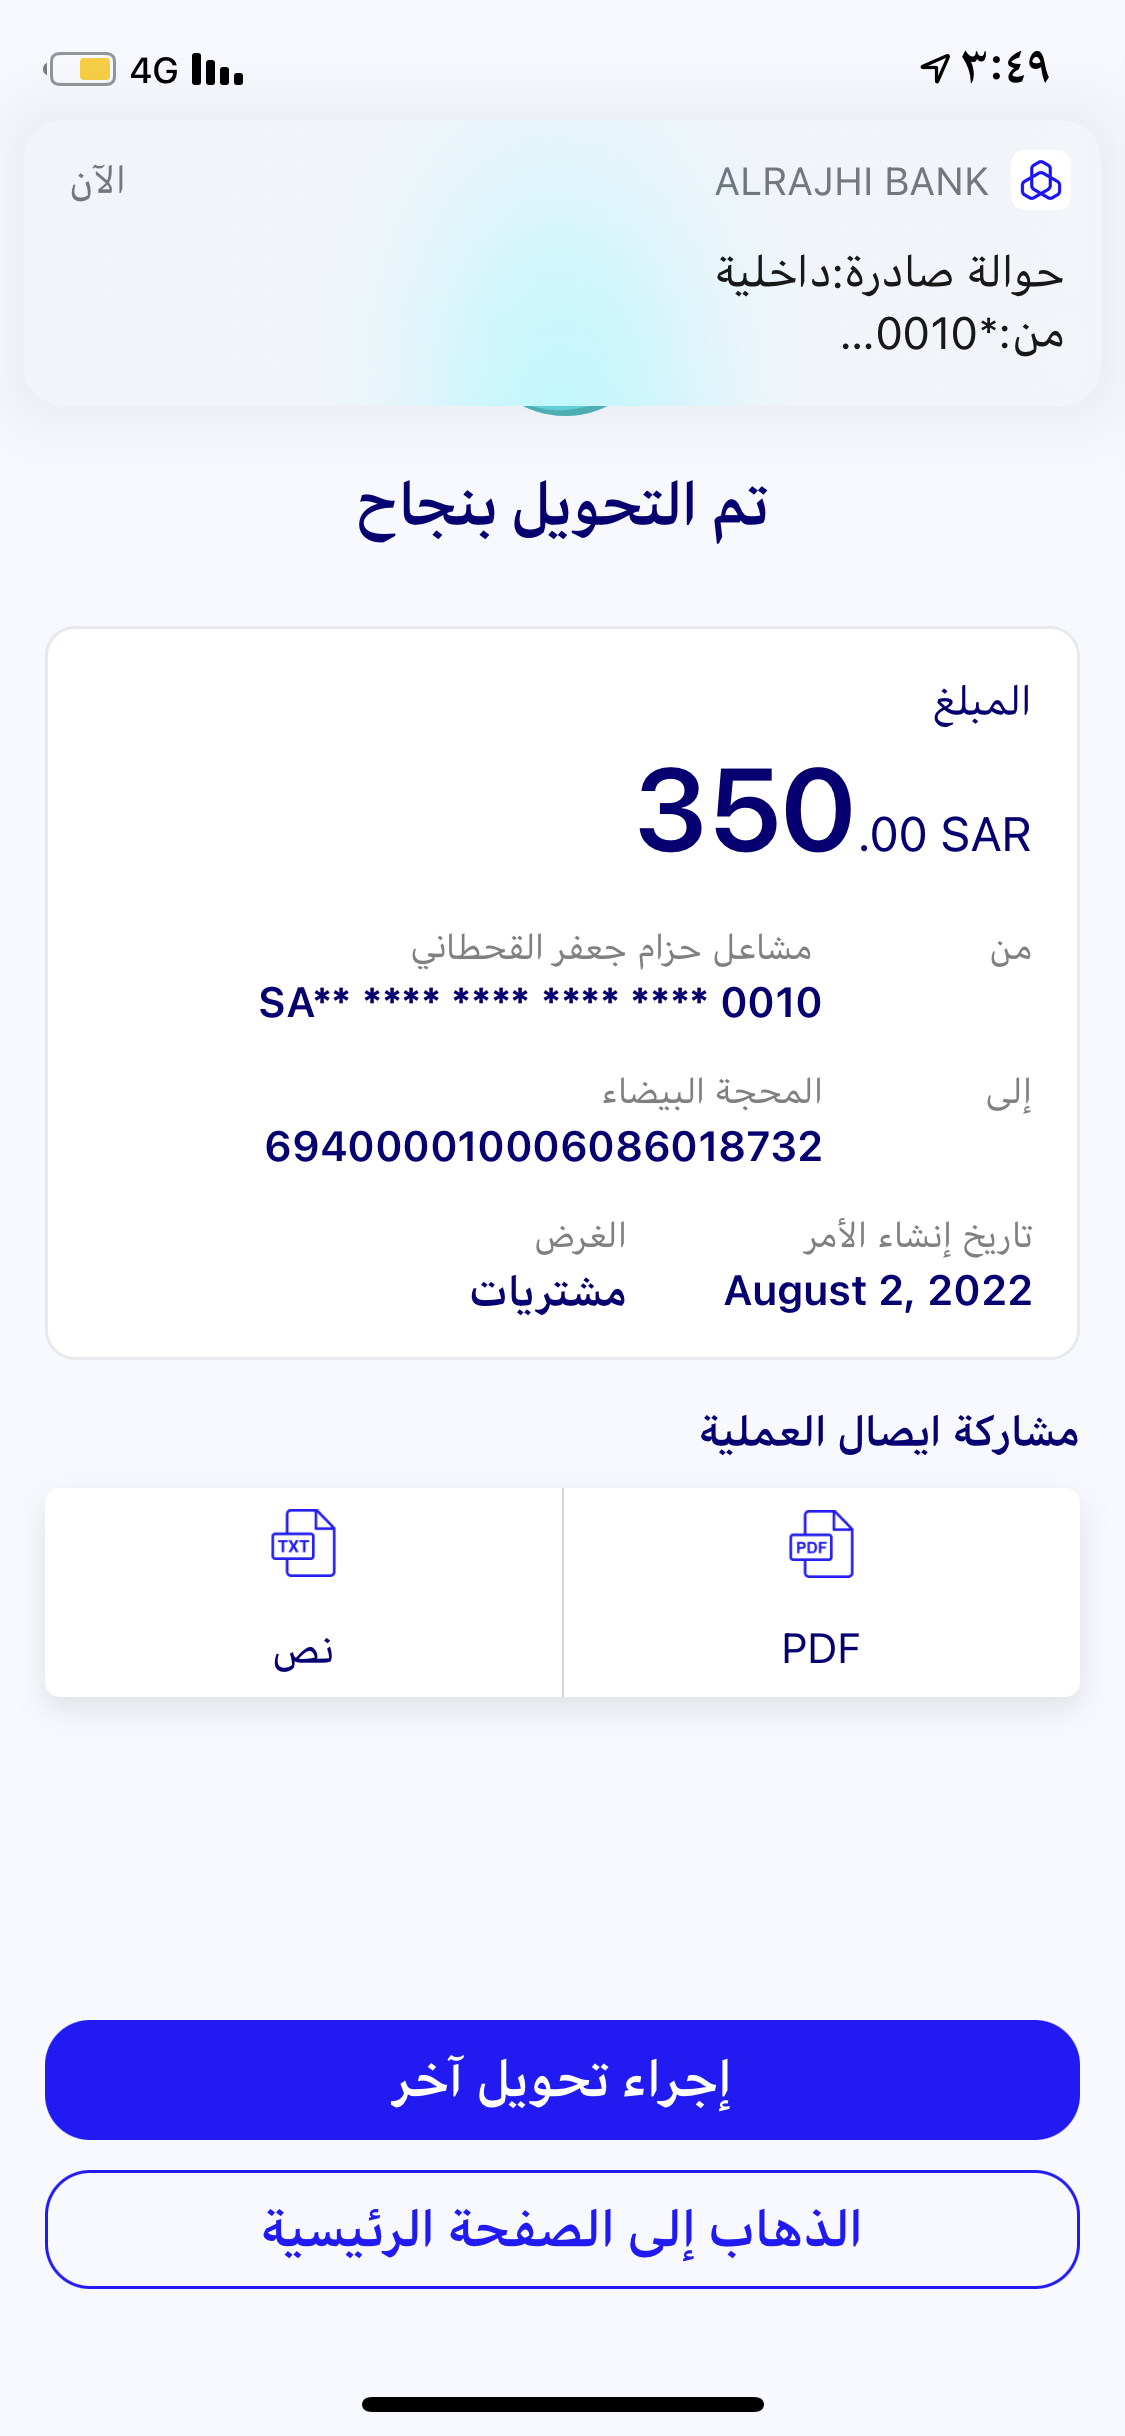 ٣:٤٩
4G
ALRAJHI BANK
الآن
حوالة صادرة:داخلية
من:*0010...
تم التحويل بنجاح
المبلغ
350.00 SAR
من
مشاعل حزام جعفر القحطاني
SA** **** **** **** **** 0010
إلى
المحجة البيضاء
694000010006086018732
تاريخ إنشاء الأمر
الغرض
August 2, 2022
مشتريات
مشاركة ايصال العملية
PDF
TXT
PDF
نص
إجراء تحويل آخر
الذهاب إلى الصفحة الرئيسية